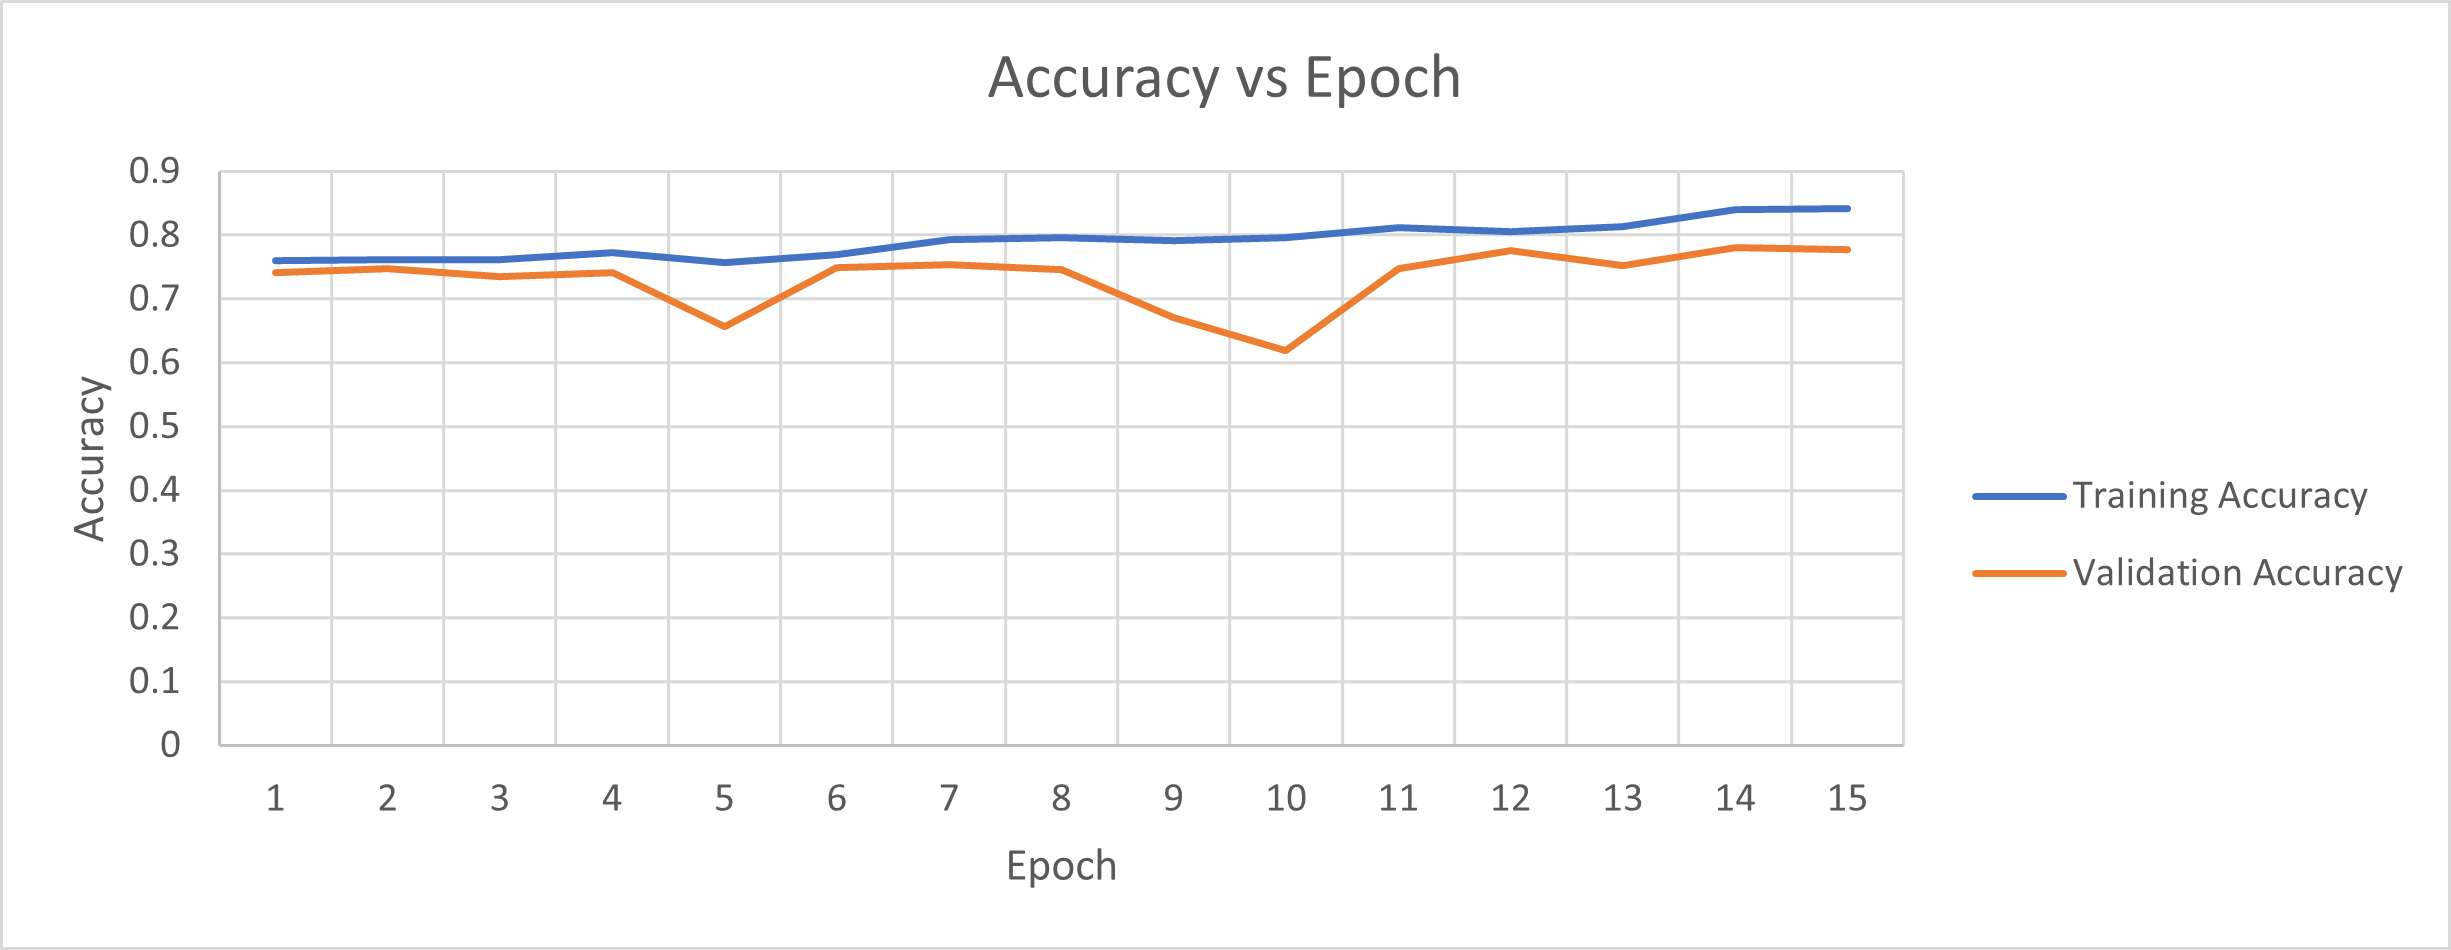 Accuracy vs Epoch
0.9
0.8
0.7
0.6
0.5
0.4
0.3
0.2
0.1
0
Accuracy
1 2 3 4 5 6 7 8 9 10 11 12 13 14 15
Epoch
Training Accuracy
Validation Accuracy